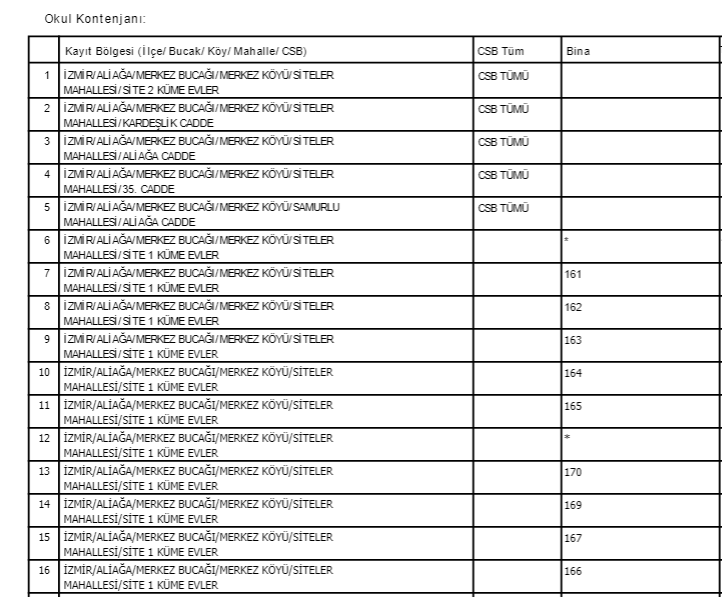 Okul Kontenjanı:
Kayıt Bölgesi (İlçe/ Bucak/ Köy/ Mahalle/ CSB) CSB Tüm Bina
1 İZMİR/ALİAĞA/MERKEZ BUCAĞI/MERKEZ KÖYÜ/SİTELER CSB TÜMÜ
MAHALLESİ/SİTE 2 KÜME EVLER
2 İZMİR/ALİAĞA/MERKEZ BUCAĞI/MERKEZ KÖYÜ/SİTELER CSB TÜMÜ
MAHALLESİ/KARDEŞLİK CADDE
3 İZMİR/ALİAĞA/MERKEZ BUCAĞI/MERKEZ KÖYÜ/SİTELER CSB TÜMÜ
MAHALLESİ/ALİAĞA CADDE
4 İZMİR/ALİAĞA/MERKEZ BUCAĞI/MERKEZ KÖYÜ/SİTELER CSB TÜMÜ
MAHALLESİ/35. CADDE
5 İZMİR/ALİAĞA/MERKEZ BUCAĞI/MERKEZ KÖYÜ/SAMURLU CSB TÜMÜ
MAHALLESİ/ALİAĞA CADDE
6 İZMİR/ALİAĞA/MERKEZ BUCAĞI/MERKEZ KÖYÜ/SİTELER *
MAHALLESİ/SİTE 1 KÜME EVLER
7 İZMİR/ALİAĞA/MERKEZ BUCAĞI/MERKEZ KÖYÜ/SİTELER 161
MAHALLESİ/SİTE 1 KÜME EVLER
8 İZMİR/ALİAĞA/MERKEZ BUCAĞI/MERKEZ KÖYÜ/SİTELER 162
MAHALLESİ/SİTE 1 KÜME EVLER
9 İZMİR/ALİAĞA/MERKEZ BUCAĞI/MERKEZ KÖYÜ/SİTELER 163
MAHALLESİ/SİTE 1 KÜME EVLER
10 İZMİR/ALİAĞA/MERKEZ BUCAĞI/MERKEZ KÖYÜ/SİTELER 164
MAHALLESİ/SİTE 1 KÜME EVLER
11 İZMİR/ALİAĞA/MERKEZ BUCAĞI/MERKEZ KÖYÜ/SİTELER 165
MAHALLESİ/SİTE 1 KÜME EVLER
12 İZMİR/ALİAĞA/MERKEZ BUCAĞI/MERKEZ KÖYÜ/SİTELER *
MAHALLESİ/SİTE 1 KÜME EVLER
13 İZMİR/ALİAĞA/MERKEZ BUCAĞI/MERKEZ KÖYÜ/SİTELER 170
MAHALLESİ/SİTE 1 KÜME EVLER
14 İZMİR/ALİAĞA/MERKEZ BUCAĞI/MERKEZ KÖYÜ/SİTELER 169
MAHALLESİ/SİTE 1 KÜME EVLER
15 İZMİR/ALİAĞA/MERKEZ BUCAĞI/MERKEZ KÖYÜ/SİTELER 167
MAHALLESİ/SİTE 1 KÜME EVLER
16 İZMİR/ALİAĞA/MERKEZ BUCAĞI/MERKEZ KÖYÜ/SİTELER 166
MAHALLESİ/SİTE 1 KÜME EVLER